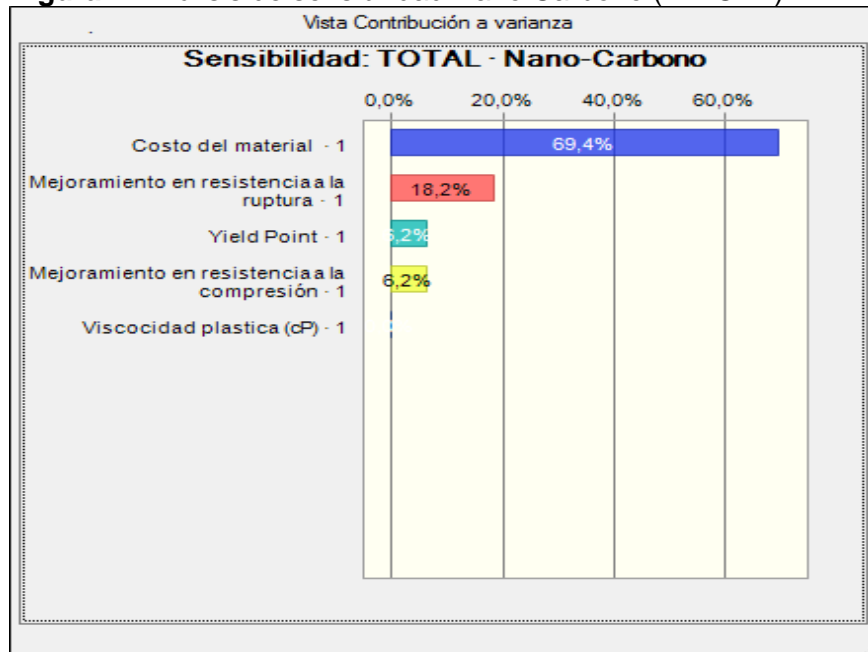 Vista Contribución a varianza
Sensibilidad: TOTAL - Nano-Carbono
0,0% 20,0% 40,0% 60,0%
Costo del material - 1
69,4%
Mejoramiento en resistencia a la
ruptura - 1
18,2%
Yield Point - 1
6,2%
Mejoramiento en resistencia a la
compresión - 1
6,2%
Viscocidad plastica (cP) - 1